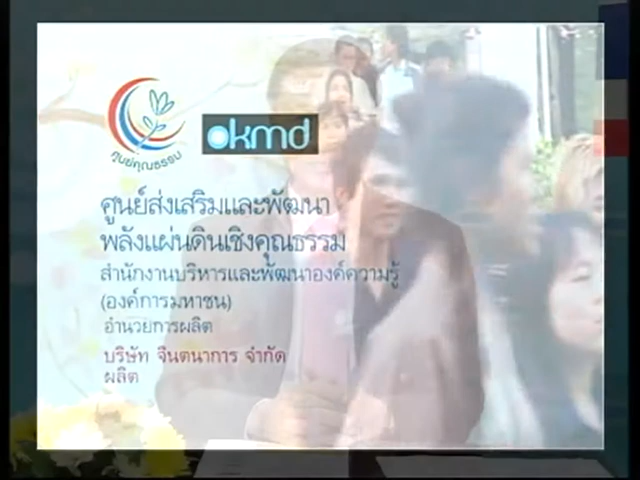 ศูนย์คุณธรรม
okmd
ศูนย์ส่งเสริมและพัฒนา
พลังแผ่นดินเชิงคุณธรรม
สำนักงานบริหารและพัฒนาองค์ความรู้
(องค์การมหาชน)
อำนวยการผลิต
บริษัท จินตนาการ จำกัด
ผลิต